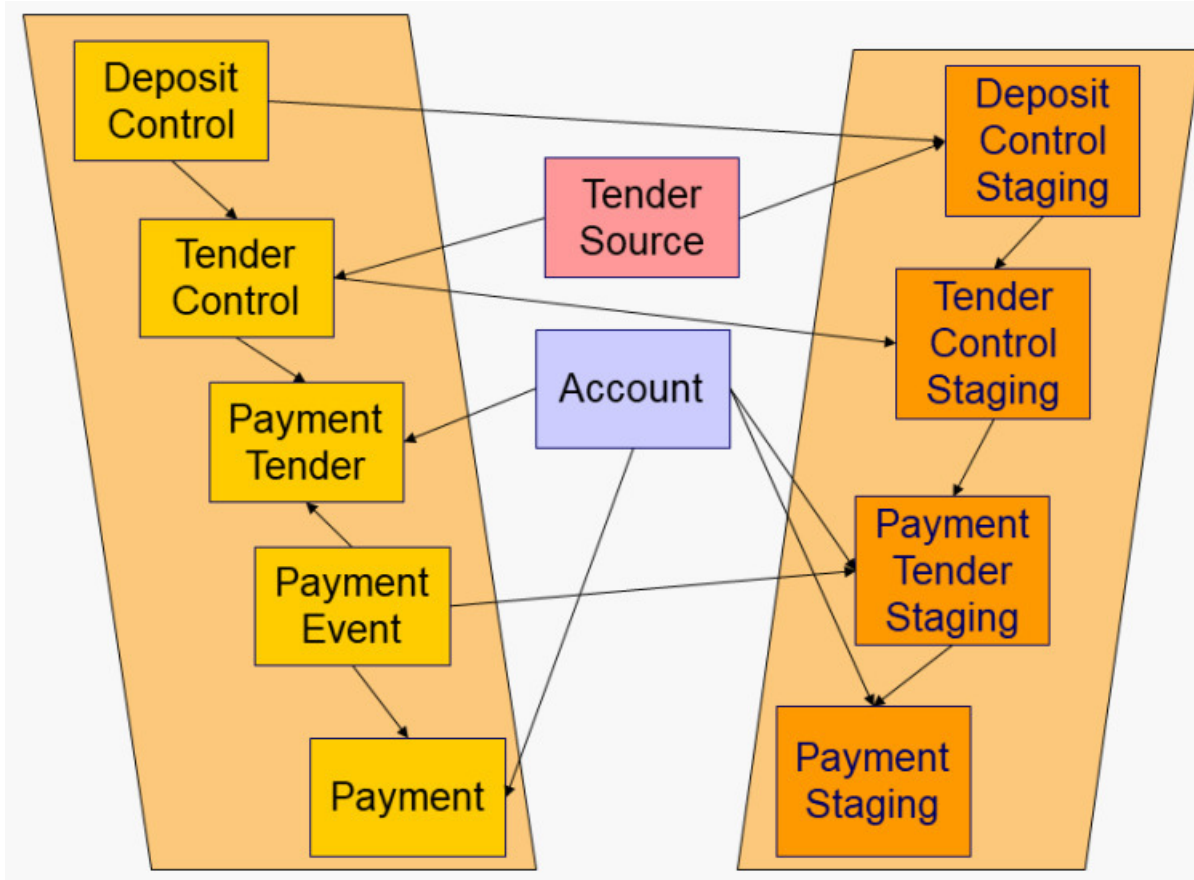 Deposit
Control
Tender
Control
Payment
Tender
Payment
Event
Payment
Tender
Source
Account
Deposit
Control
Staging
Tender
Control
Staging
Payment
Tender
Staging
Payment
Staging